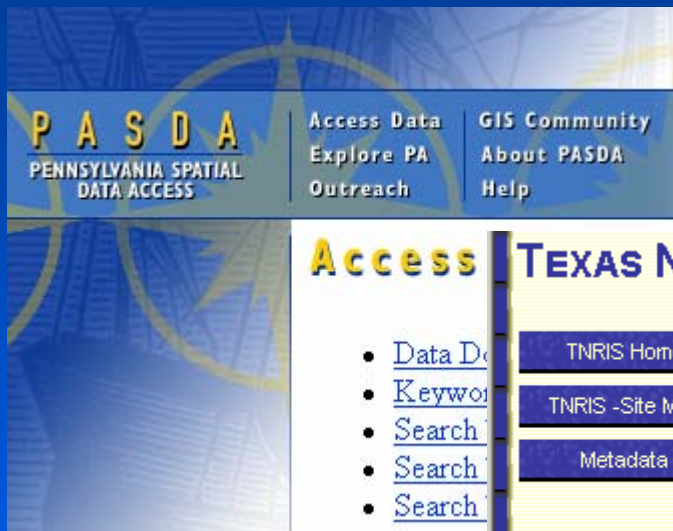 PASDA
PENNSYLVANIA SPATIAL
DATA ACCESS
Access Data
Explore PA
Outreach
GIS Community
About PASDA
Help
Access
Data
Search
Search
Search
TEXAS
TNRIS
TNRIS -Site
Metadata